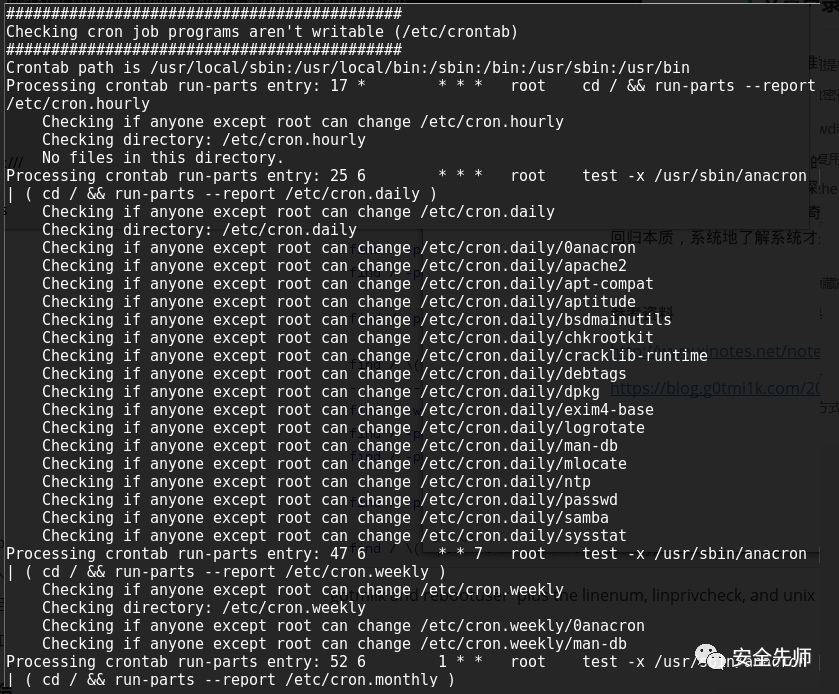 ############################################
Checking cron job programs aren't writable (/etc/crontab)
############################################
Crontab path is /usr/local/sbin:/usr/local/bin:/sbin:/bin:/usr/sbin:/usr/bin
Processing crontab run-parts entry: 17 * * * * root cd / && run-parts --report
/etc/cron.hourly
Checking if anyone except root can change /etc/cron.hourly
Checking directory: /etc/cron.hourly
No files in this directory.
Processing crontab run-parts entry: 25 6 * * * root test -x /usr/sbin/anacron |
| ( cd / && run-parts --report /etc/cron.daily )
Checking if anyone except root can change /etc/cron.daily
Checking directory: /etc/cron.daily
Checking if anyone except root can change /etc/cron.daily/0anacron
Checking if anyone except root can change /etc/cron.daily/apache2
Checking if anyone except root can change /etc/cron.daily/apt-compat
Checking if anyone except root can change /etc/cron.daily/aptitude
Checking if anyone except root can change /etc/cron.daily/bsdmainutils
Checking if anyone except root can change /etc/cron.daily/chkrootkit
Checking if anyone except root can change /etc/cron.daily/cracklib-runtime
Checking if anyone except root can change /etc/cron.daily/debtags
Checking if anyone except root can change /etc/cron.daily/dpkg
Checking if anyone except root can change /etc/cron.daily/exim4-base
Checking if anyone except root can change /etc/cron.daily/logrotate
Checking if anyone except root can change /etc/cron.daily/man-db
Checking if anyone except root can change /etc/cron.daily/mlocate
Checking if anyone except root can change /etc/cron.daily/ntp
Checking if anyone except root can change /etc/cron.daily/passwd
Checking if anyone except root can change /etc/cron.daily/samba
Checking if anyone except root can change /etc/cron.daily/sysstat
Processing crontab run-parts entry: 47 6 * * 7 root test -x /usr/sbin/anacron |
| ( cd / && run-parts --report /etc/cron.weekly )
Checking if anyone except root can change /etc/cron.weekly
Checking directory: /etc/cron.weekly
Checking if anyone except root can change /etc/cron.weekly/0anacron
Checking if anyone except root can change /etc/cron.weekly/man-db
Processing crontab run-parts entry: 52 6 1 * * root test -x /usr/sbin/anacron |
| ( cd / && run-parts --report /etc/cron.monthly )
回归本质，系统地了解系统才
参考资料
https://blog.g0tmi1k.com/20
linenum, linprivcheck, and unix
安全先师